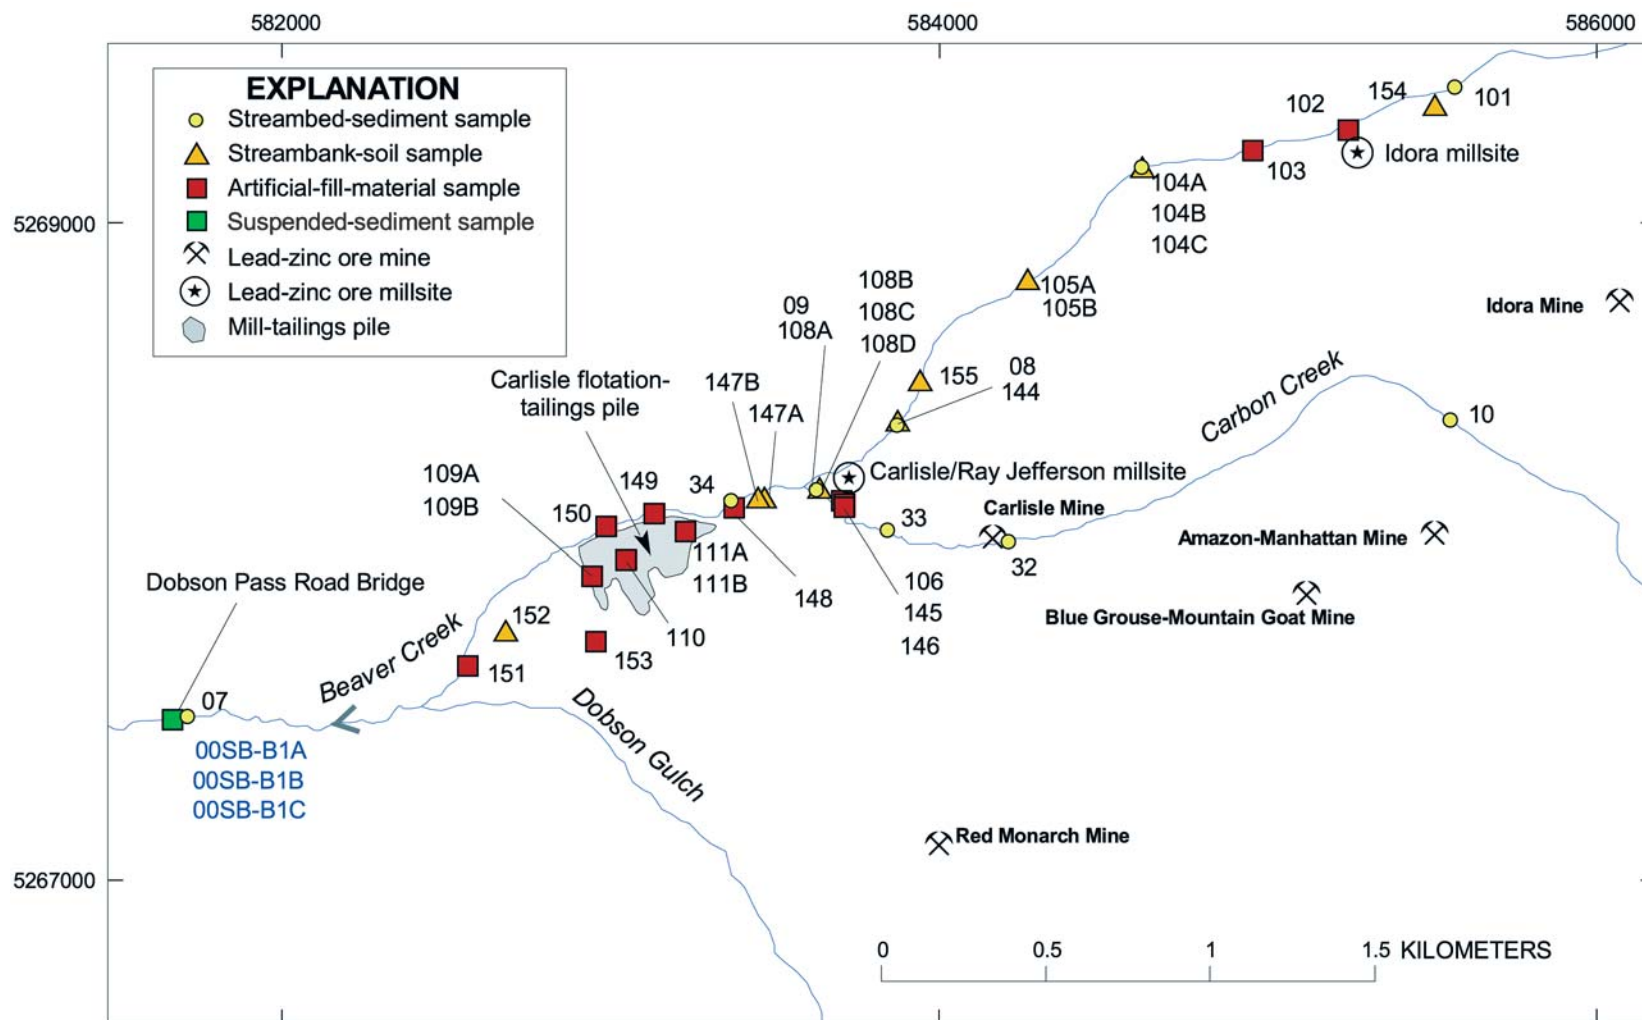 582000
584000
586000
EXPLANATION
Streambed-sediment sample
Streambank-soil sample
Artificial-fill-material sample
Suspended-sediment sample
Lead-zinc ore mine
Lead-zinc ore millsite
Mill-tailings pile
154
101
102
Idora millsite
103
104A
104B
104C
5269000
105A
105B
108B
108C
108D
09
108A
Idora Mine
Carlisle flotation-
tailings pile
147B
147A
155
08
144
Carbon Creek
10
Carlisle/Ray Jefferson millsite
109A
109B
149
34
150
33
Carlisle Mine
32
Amazon-Manhattan Mine
111A
111B
148
106
145
146
Blue Grouse-Mountain Goat Mine
Dobson Pass Road Bridge
152
110
153
151
Beaver Creek
Dobson Gulch
07
00SB-B1A
00SB-B1B
00SB-B1C
Red Monarch Mine
5267000
0
0.5
1
1.5 KILOMETERS